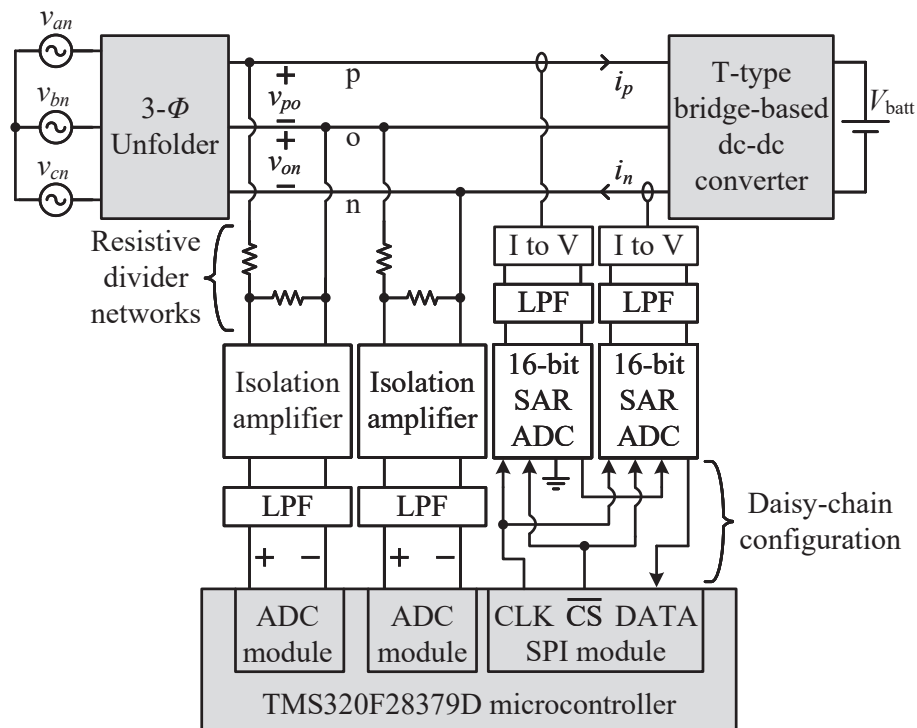 v_an
v_bn
v_cn
3-Φ
Unfolder
+
v_po
−
+
v_on
−
p
o
n
i_p
i_n
T-type
bridge-based
dc-dc
converter
V_batt
Resistive
divider
networks
I to V
I to V
LPF
LPF
Isolation
amplifier
Isolation
amplifier
16-bit
SAR
ADC
16-bit
SAR
ADC
LPF
LPF
+ −
+ −
Daisy-chain
configuration
ADC
module
ADC
module
CLK C̅S̅ DATA
SPI module
TMS320F28379D microcontroller